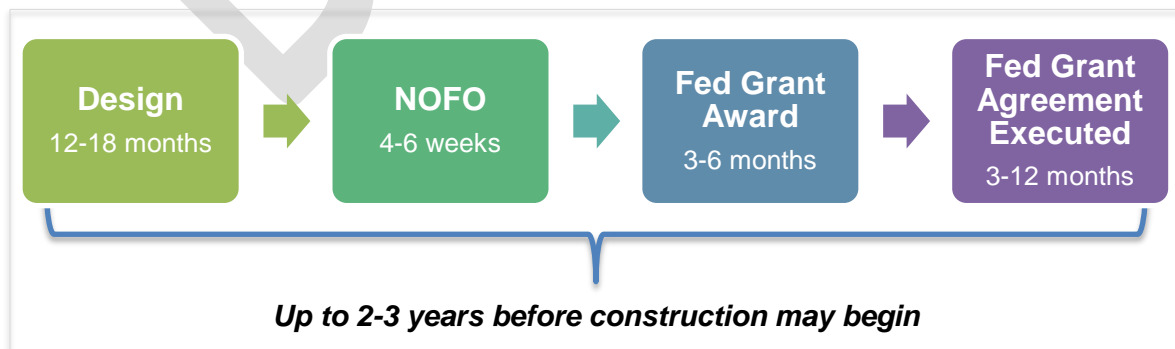 Design
12-18 months
NOFO
4-6 weeks
Fed Grant
Award
3-6 months
Fed Grant
Agreement
Executed
3-12 months
Up to 2-3 years before construction may begin